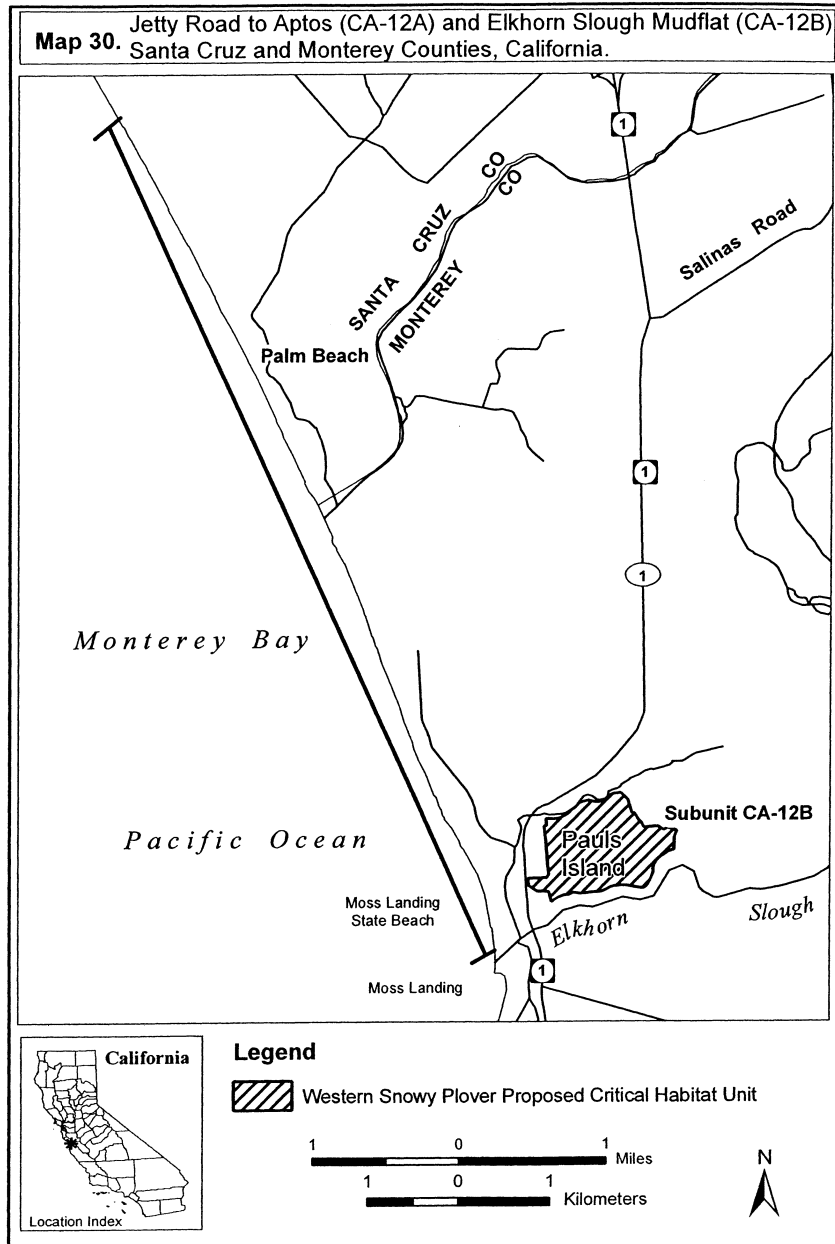 Map 30. Jetty Road to Aptos (CA-12A) and Elkhorn Slough Mudflat (CA-12B)
Santa Cruz and Monterey Counties, California.
1
SANTA CRUZ CO
MONTEREY CO
Salinas Road
Palm Beach
1
1
Monterey Bay
Subunit CA-12B
Pauls
Island
Pacific Ocean
Moss Landing
State Beach
Elkhorn Slough
1
Moss Landing
California
Location Index
Legend
Western Snowy Plover Proposed Critical Habitat Unit
1 0 1 Miles
1 0 1 Kilometers
N